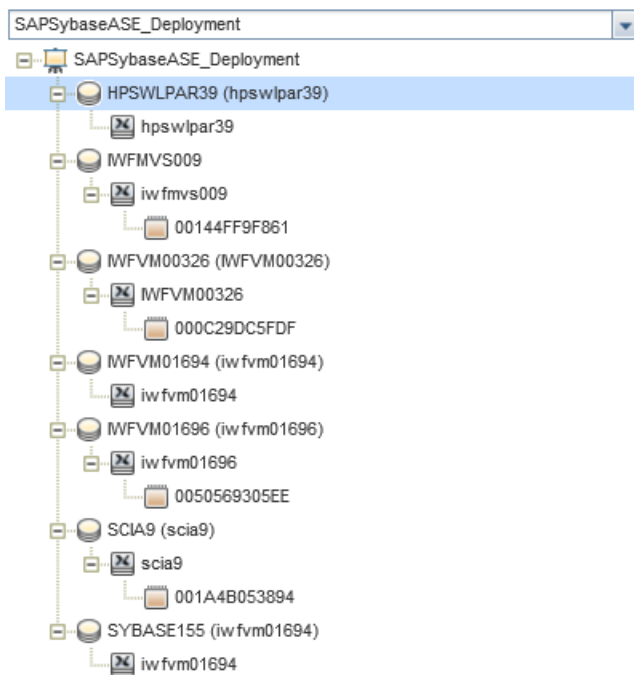 SAPSybaseASE_Deployment
SAPSybaseASE_Deployment
HPSWLPAR39 (hpswlpar39)
hpswlpar39
IWFMVS009
iwfmvs009
00144FF9F861
IWFVM00326 (IWFVM00326)
IWFVM00326
000C29DC5FDF
IWFVM01694 (iwfvm01694)
iwfvm01694
IWFVM01696 (iwfvm01696)
iwfvm01696
0050569305EE
SCIA9 (scia9)
scia9
001A4B053894
SYBASE155 (iwfvm01694)
iwfvm01694